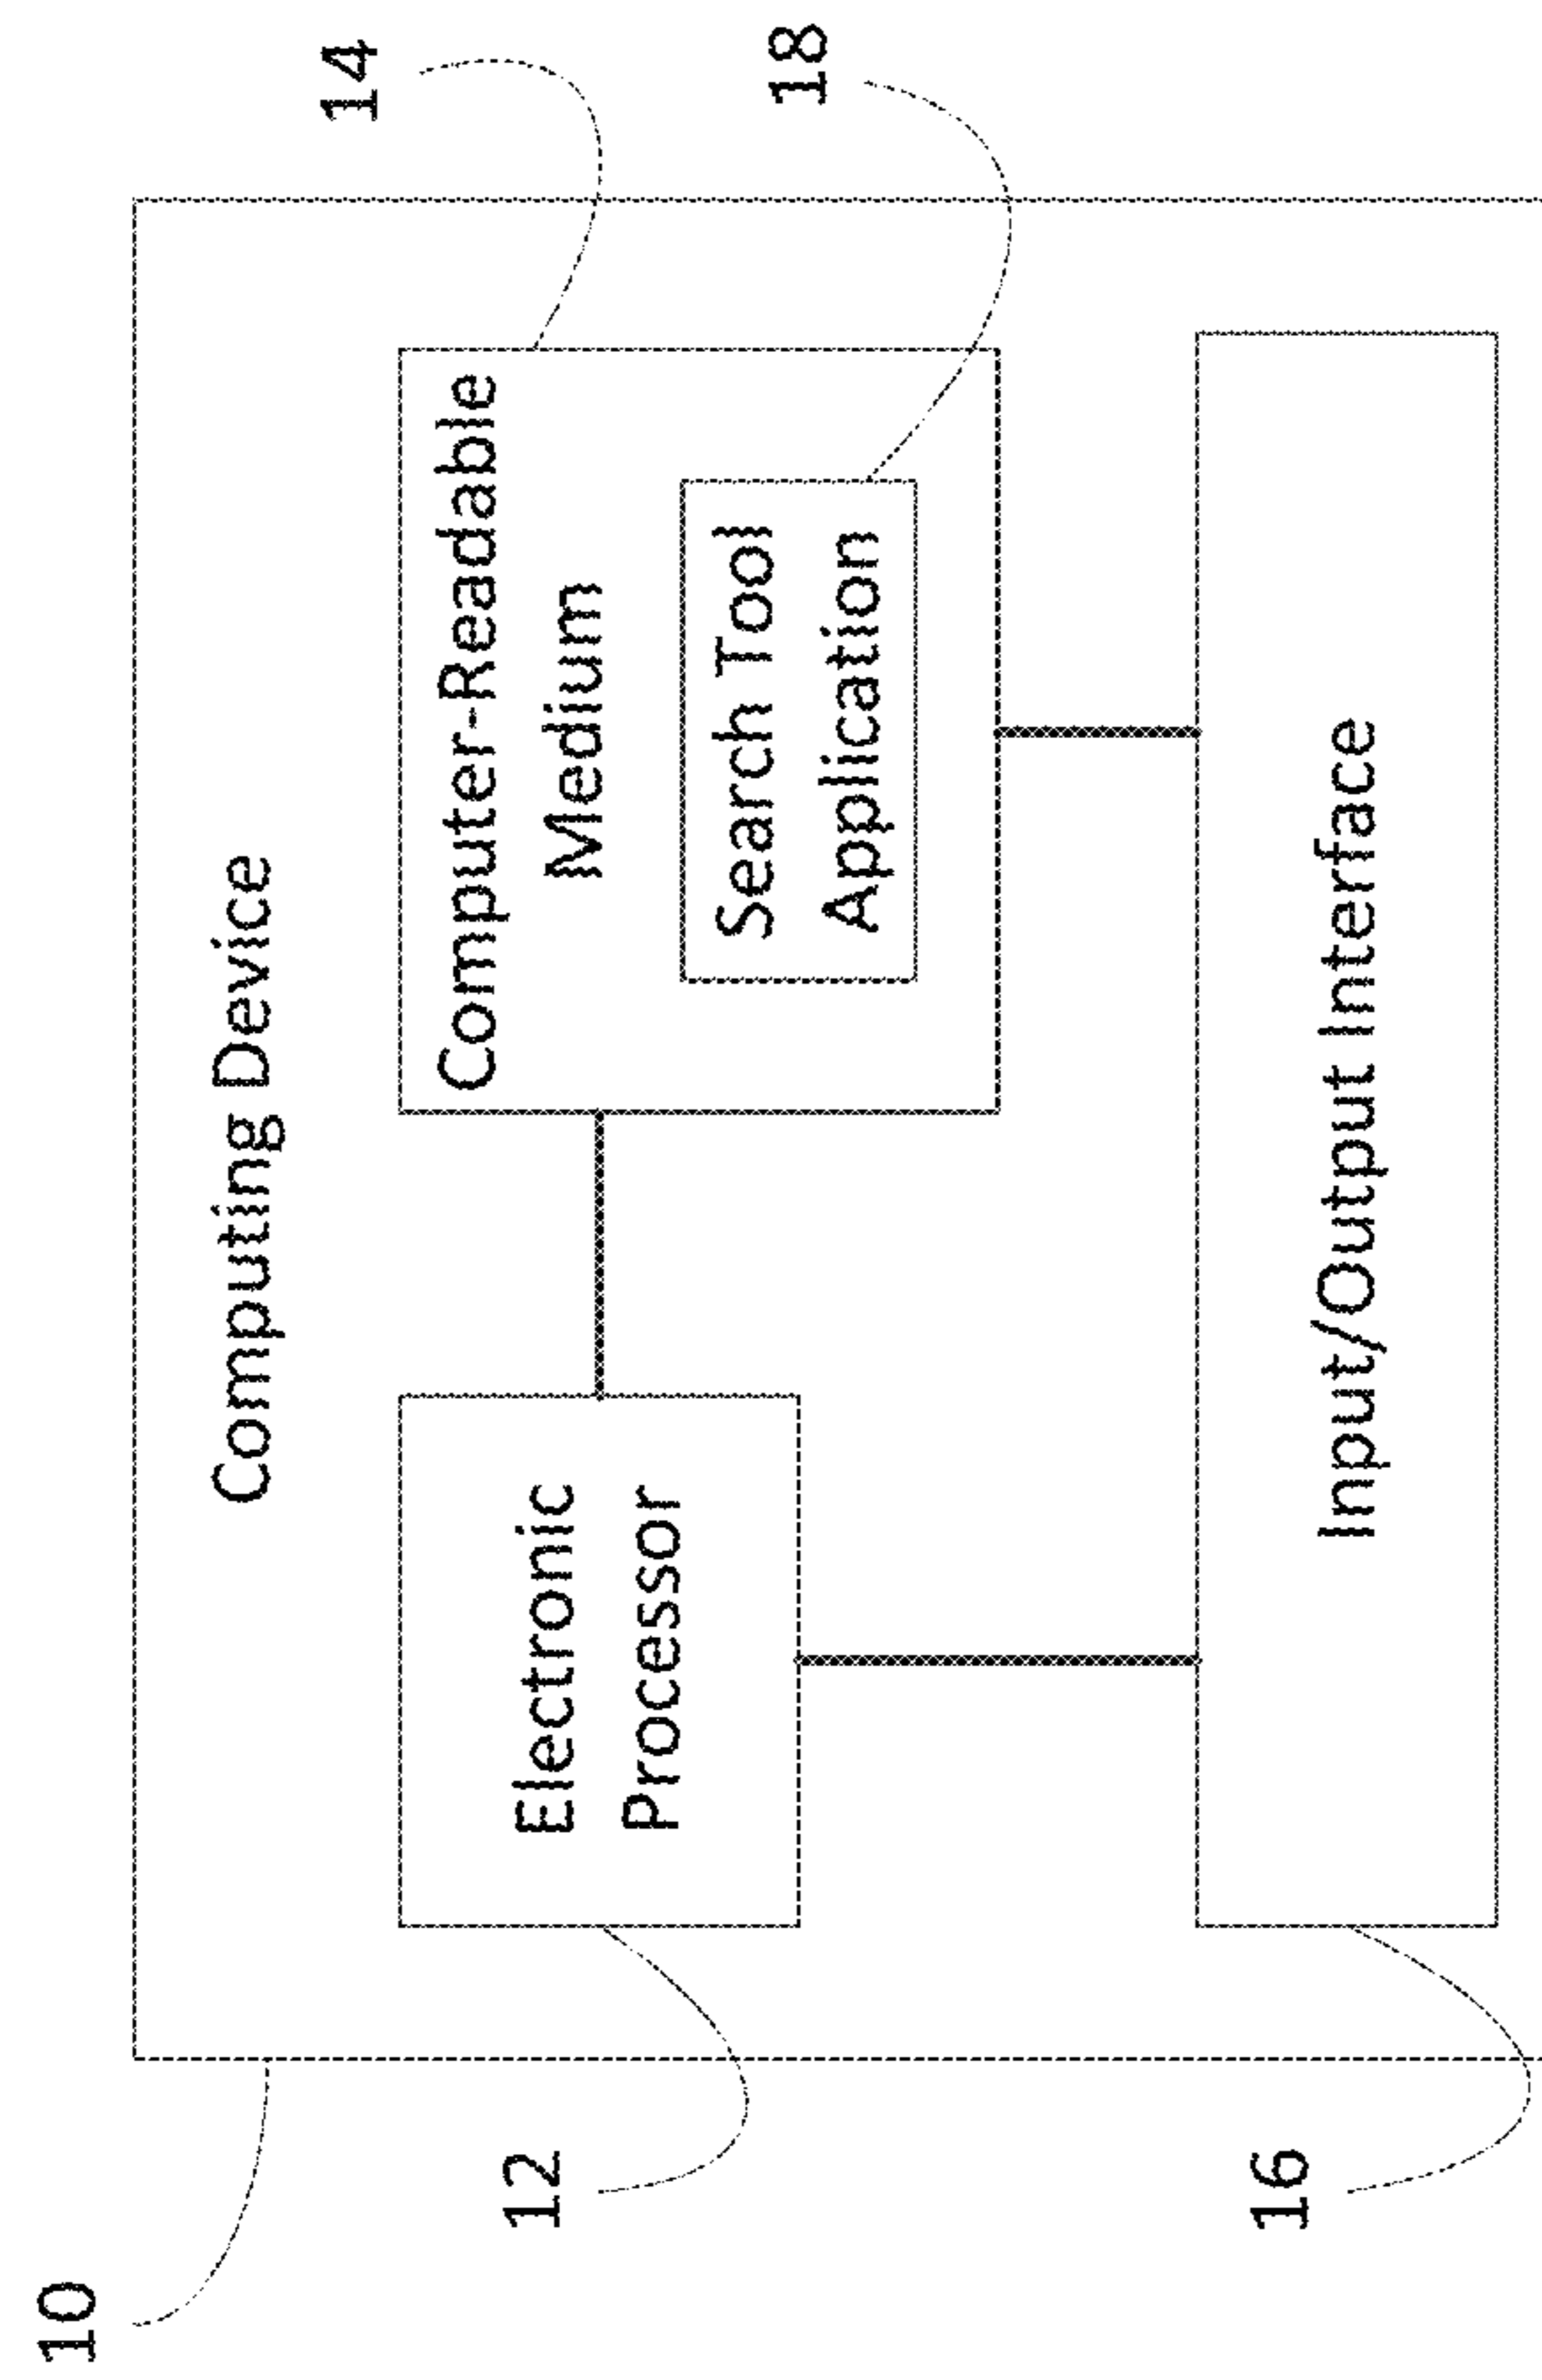 10
Computing Device
14
12
Electronic
Processor
Computer-Readable
Medium
18
Search Tool
Application
16
Input/Output Interface